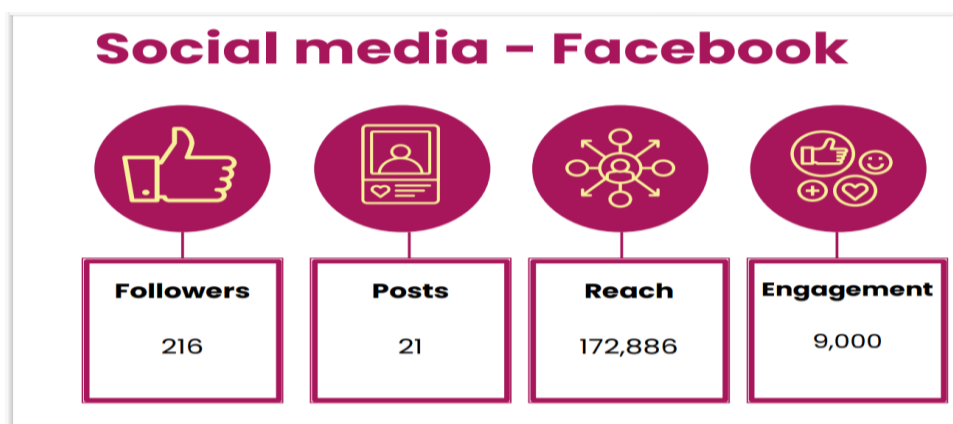 Social media – Facebook
Followers
216
Posts
21
Reach
172,886
Engagement
9,000